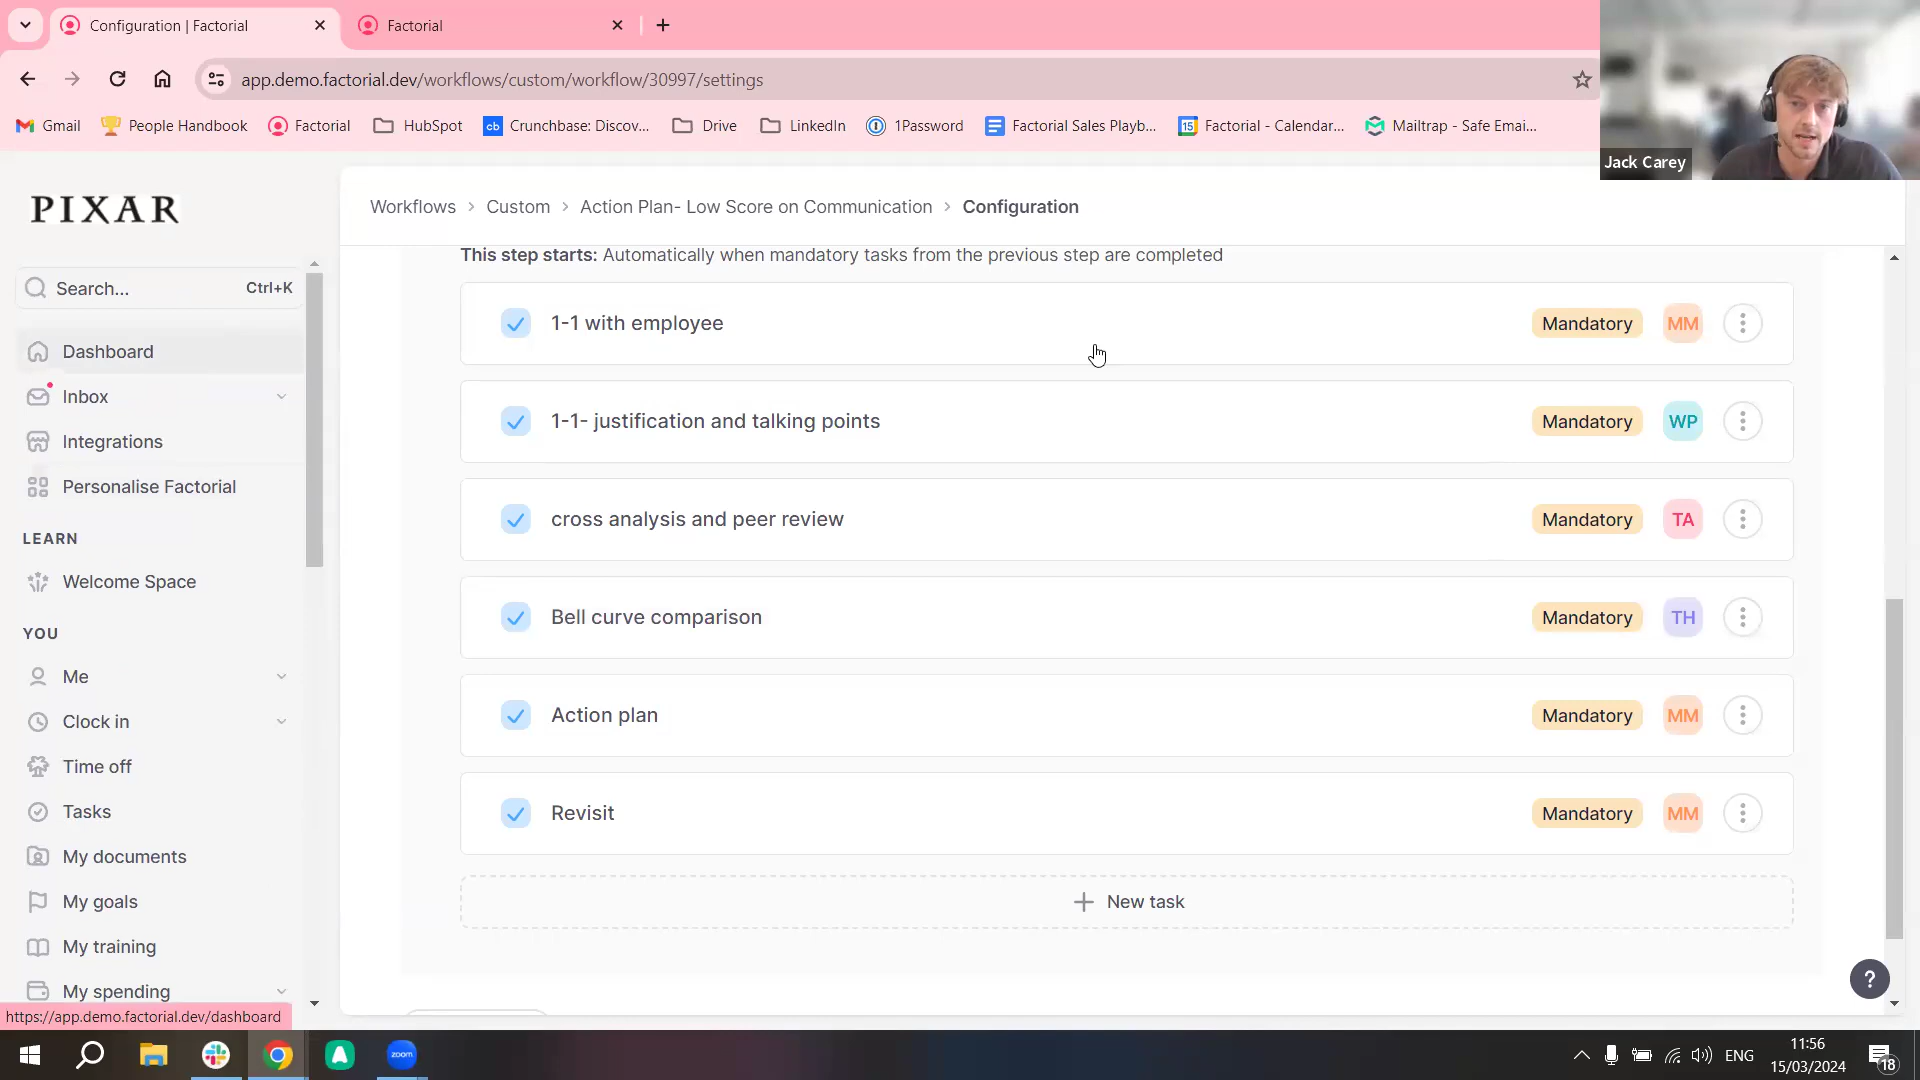 Configuration | Factorial
Factorial
app.demo.factorial.dev/workflows/custom/workflow/30997/settings
Gmail
People Handbook
Factorial
HubSpot
Crunchbase: Discov...
Drive
LinkedIn
1Password
Factorial Sales Playb...
Factorial - Calendar...
Mailtrap - Safe Emai...
Jack Carey
PIXAR
Search...
Ctrl+K
Dashboard
Inbox
Integrations
Personalise Factorial
LEARN
Welcome Space
YOU
Me
Clock in
Time off
Tasks
My documents
My goals
My training
My spending
https://app.demo.factorial.dev/dashboard
Workflows > Custom > Action Plan- Low Score on Communication > Configuration
This step starts: Automatically when mandatory tasks from the previous step are completed
1-1 with employee Mandatory MM
1-1- justification and talking points Mandatory WP
cross analysis and peer review Mandatory TA
Bell curve comparison Mandatory TH
Action plan Mandatory MM
Revisit Mandatory MM
+ New task
?
zoom
ENG
11:56
15/03/2024
18